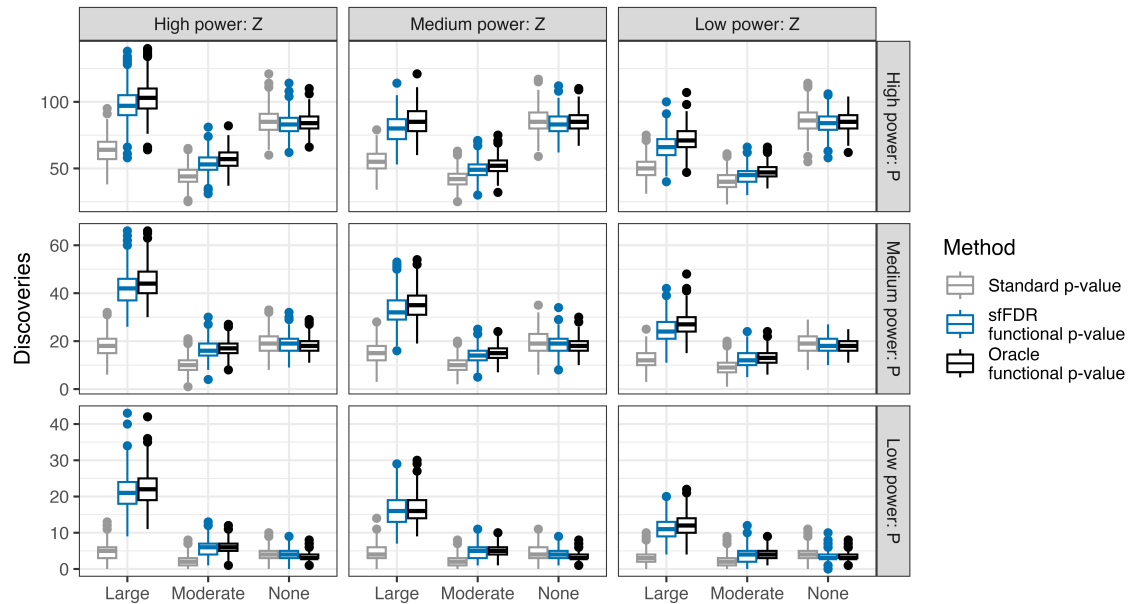 High power: Z
Medium power: Z
Low power: Z
Discoveries
100
50
High power: P
60
40
20
0
Medium power: P
40
30
20
10
0
Low power: P
Large
Moderate
None
Large
Moderate
None
Large
Moderate
None
Method
Standard p-value
sfFDR
functional p-value
Oracle
functional p-value